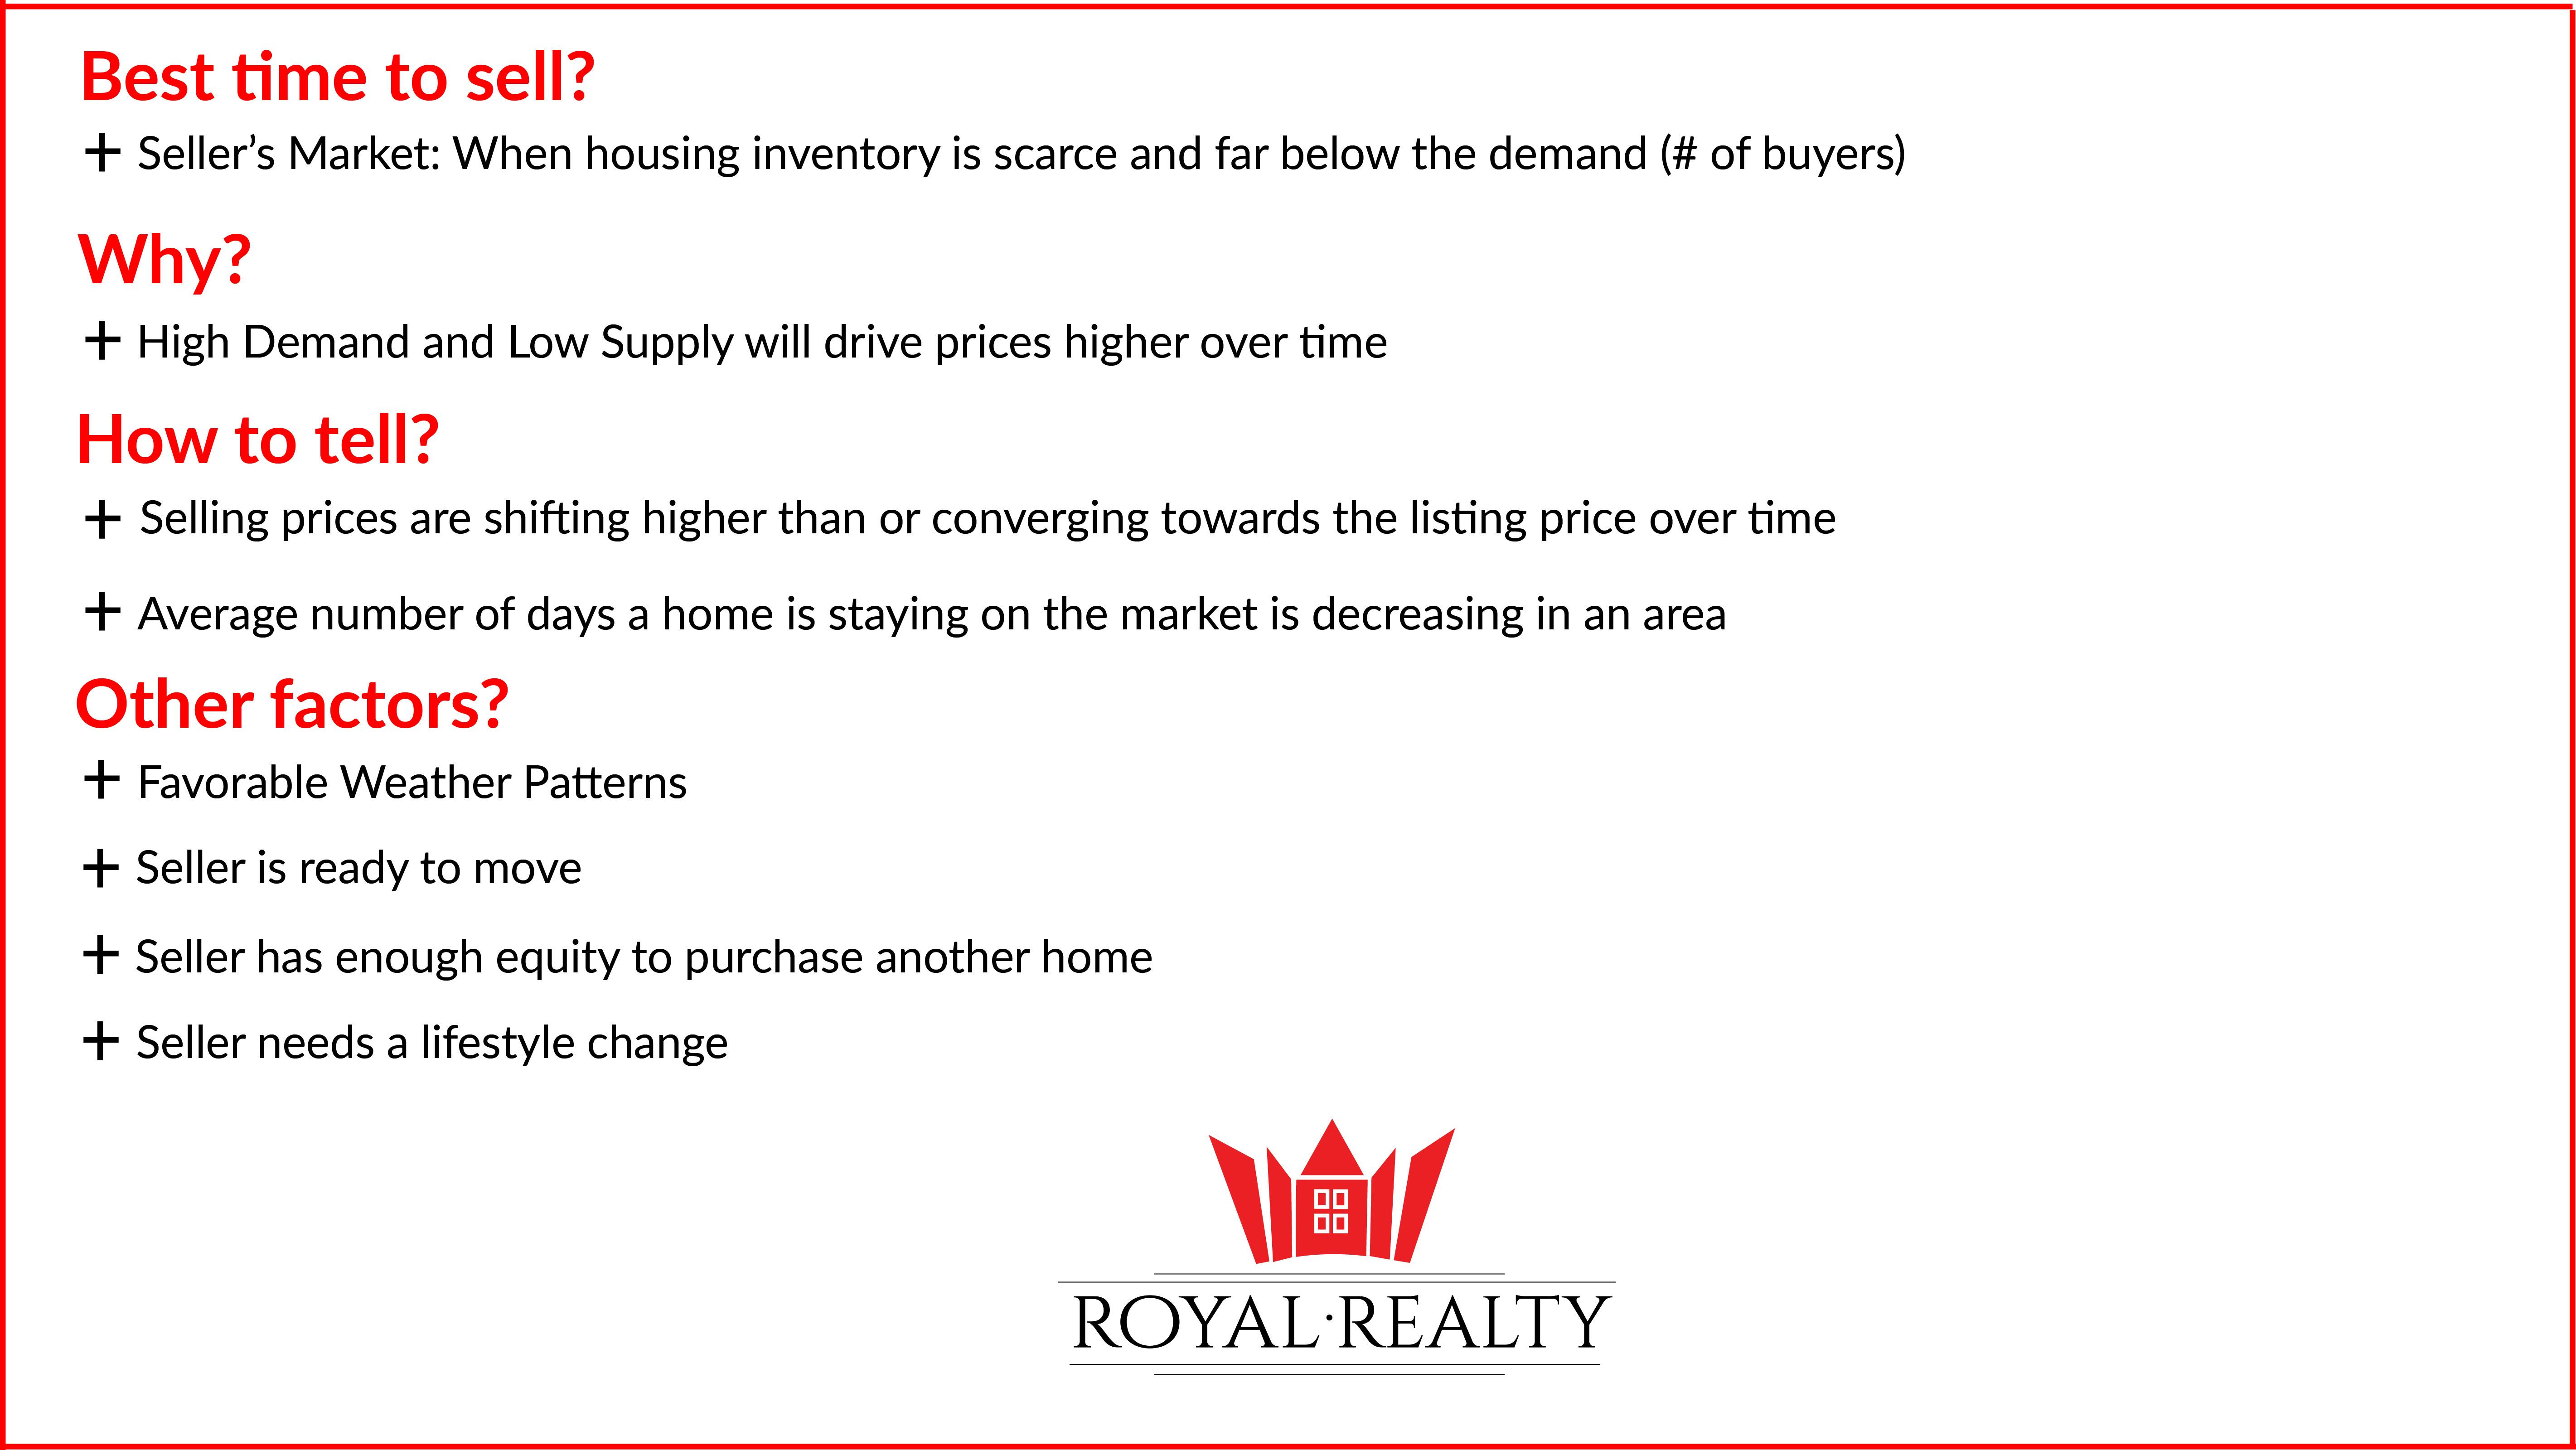 Best time to sell?
+ Seller’s Market: When housing inventory is scarce and far below the demand (# of buyers)
Why?
+ High Demand and Low Supply will drive prices higher over time
How to tell?
+ Selling prices are shifting higher than or converging towards the listing price over time
+ Average number of days a home is staying on the market is decreasing in an area
Other factors?
+ Favorable Weather Patterns
+ Seller is ready to move
+ Seller has enough equity to purchase another home
+ Seller needs a lifestyle change
ROYAL·REALTY